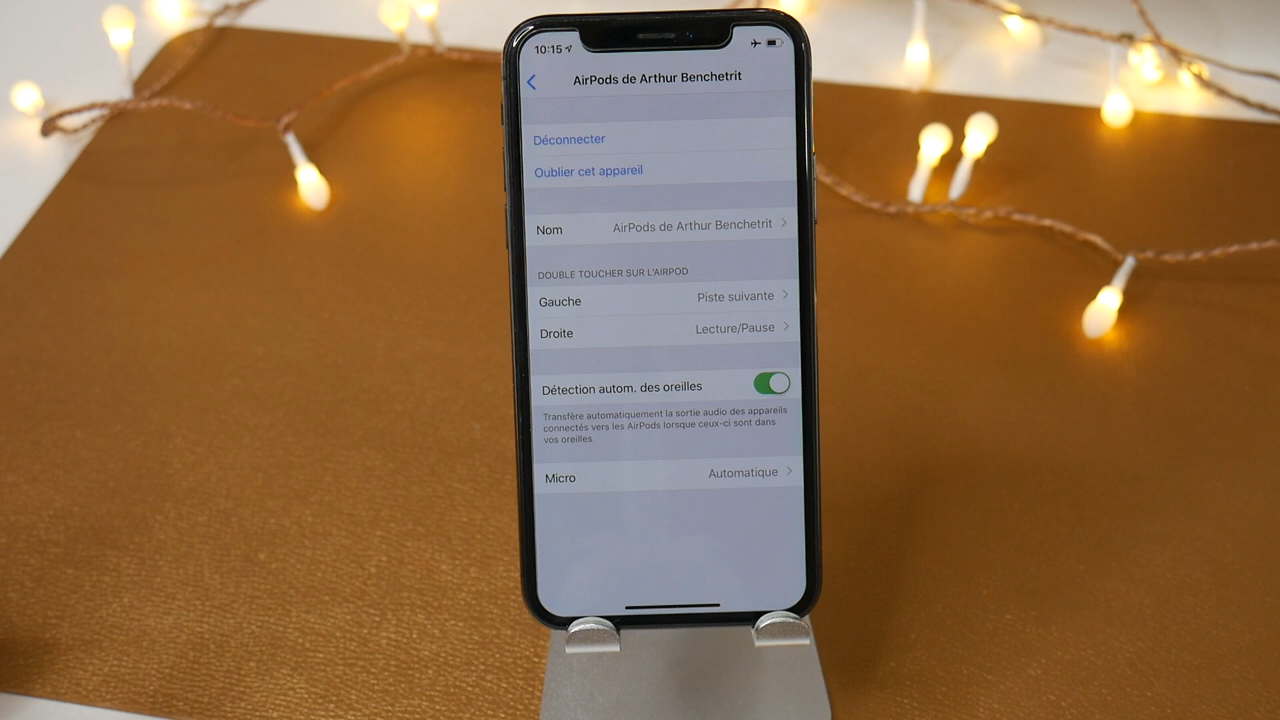 10:15
AirPods de Arthur Benchetrit
Déconnecter
Oublier cet appareil
Nom AirPods de Arthur Benchetrit
DOUBLE TOUCHER SUR L'AIRPOD
Gauche Piste suivante
Droite Lecture/Pause
Détection autom. des oreilles
Transfère automatiquement la sortie audio des appareils
connectés vers les AirPods lorsque ceux-ci sont dans
vos oreilles.
Micro Automatique